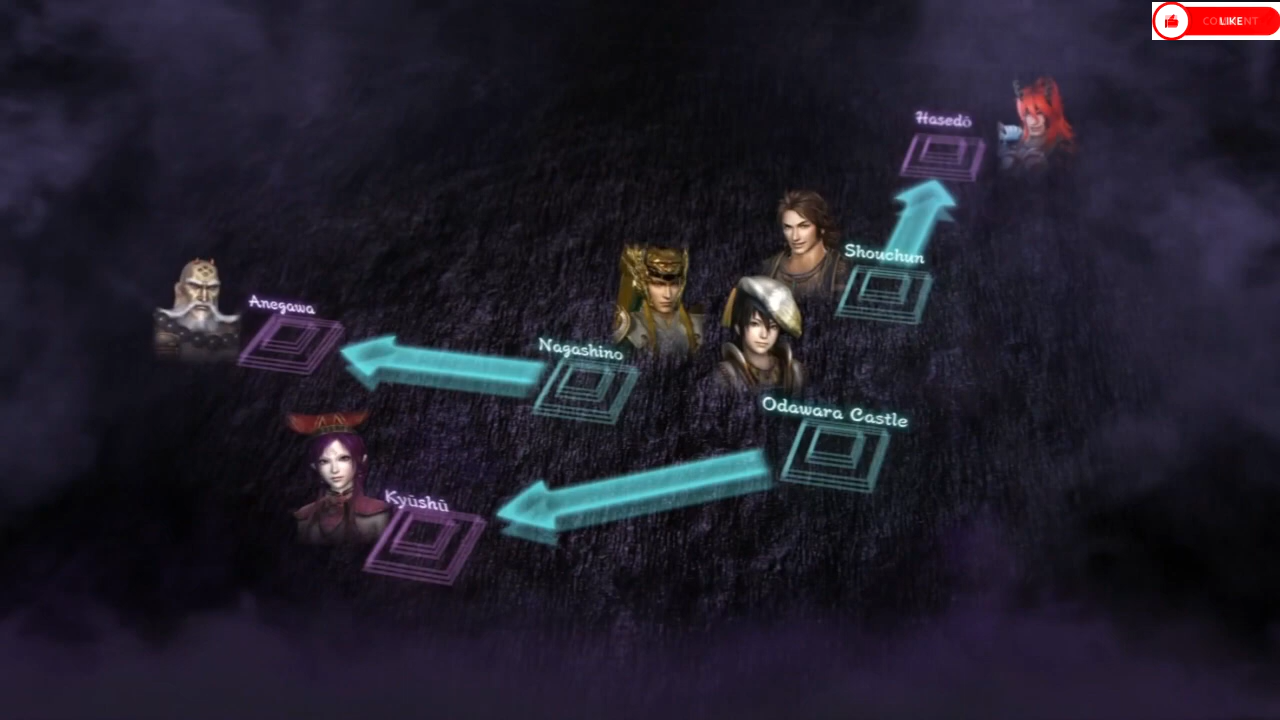 LIKE
Hasedō
Shouchun
Anegawa
Nagashino
Odawara Castle
Kyūshū